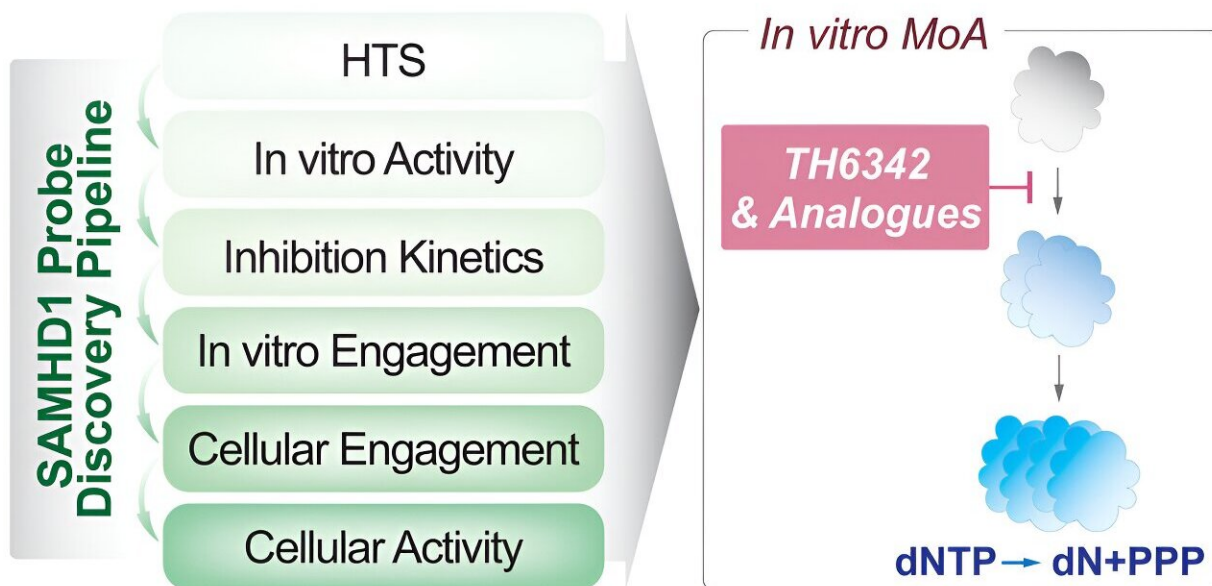 SAMHD1 Probe
Discovery Pipeline
HTS
In vitro Activity
Inhibition Kinetics
In vitro Engagement
Cellular Engagement
Cellular Activity
In vitro MoA
TH6342
& Analogues
dNTP → dN+PPP